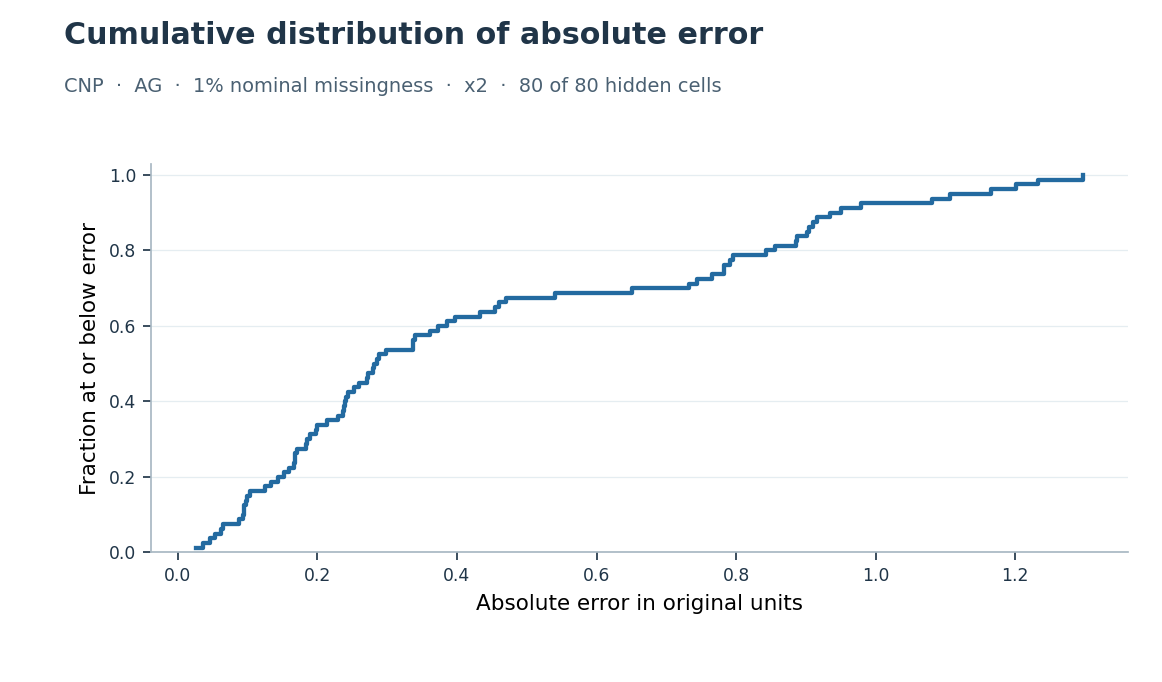 Cumulative distribution of absolute error
CNP · AG · 1% nominal missingness · x2 · 80 of 80 hidden cells
Fraction at or below error
1.0
0.8
0.6
0.4
0.2
0.0
0.0 0.2 0.4 0.6 0.8 1.0 1.2
Absolute error in original units